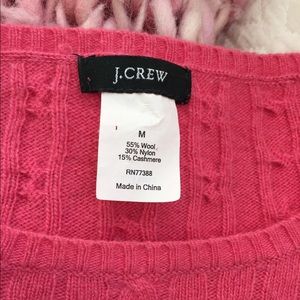 J.CREW
M
55% Wool
30% Nylon
15% Cashmere
RN77388
Made in China